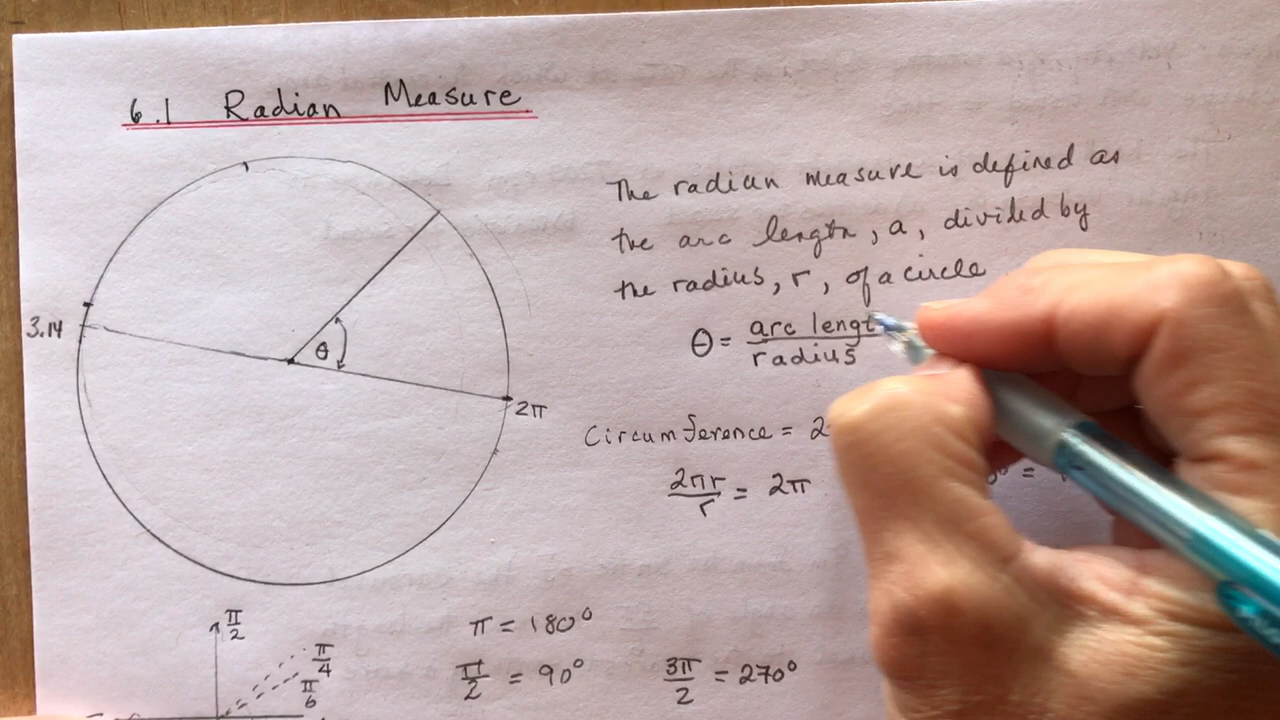 6.1 Radian Measure
The radian measure is defined as
the arc length, a, divided by
the radius, r, of a circle
θ = arc lengt
radius
3.14
θ
2π
Circumference = 2
2πr
r = 2π
π/2
π/4
π/6
π = 180°
π/2 = 90°
3π/2 = 270°